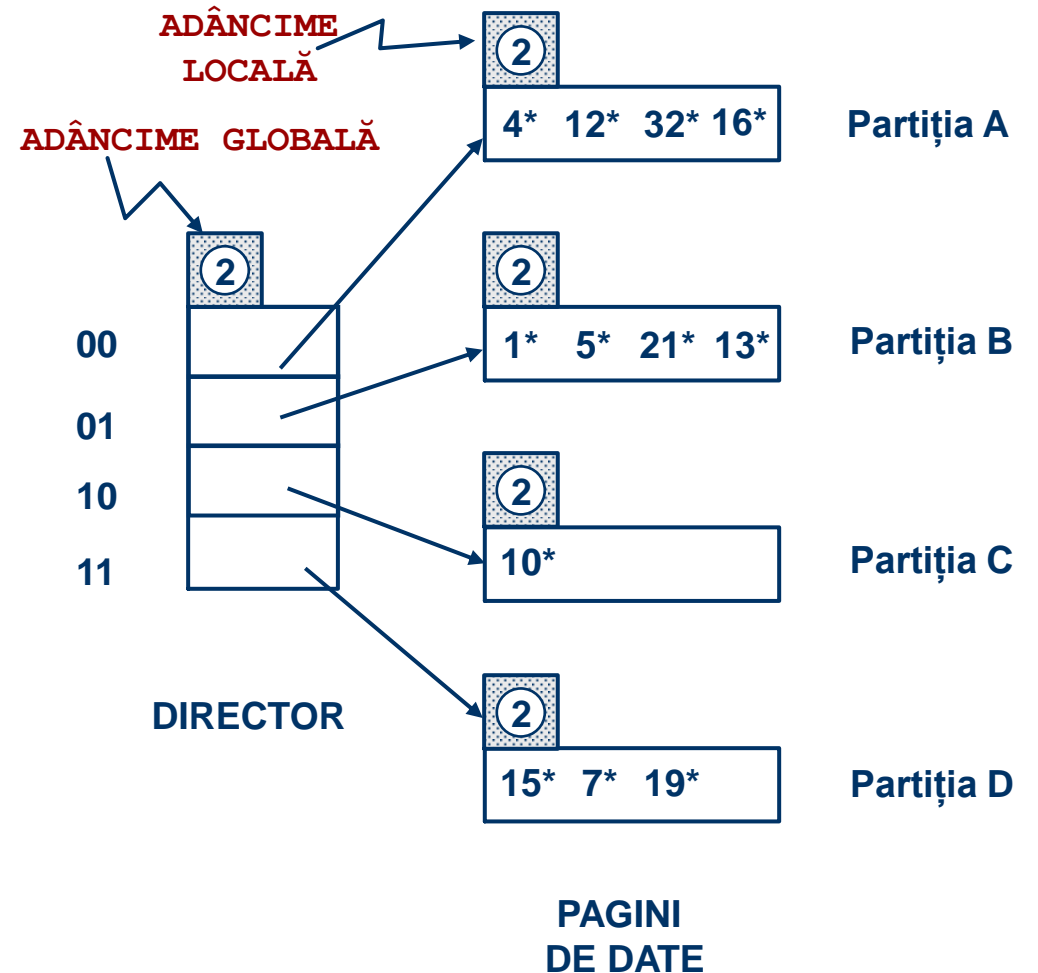 ADÂNCIME
LOCALĂ
2
4* 12* 32* 16*
Partiția A
ADÂNCIME GLOBALĂ
2
2
1* 5* 21* 13*
Partiția B
00
01
10
11
2
10*
Partiția C
DIRECTOR
2
15* 7* 19*
Partiția D
PAGINI
DE DATE